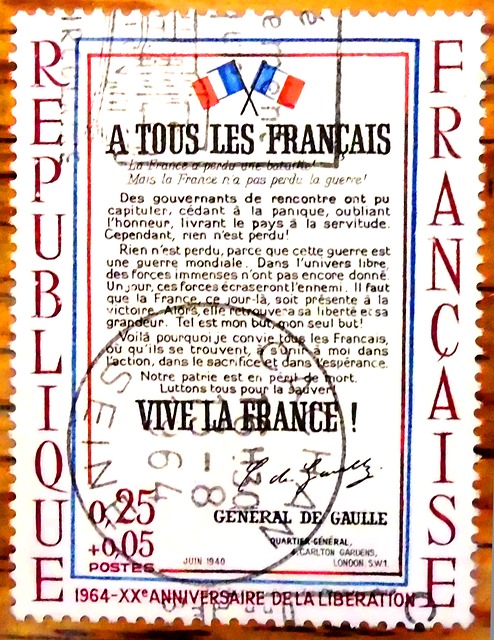 RÉPUBLIQUE
FRANÇAISE
A TOUS LES FRANÇAIS
La France a perdu une bataille!
Mais la France n'a pas perdu la guerre!
Des gouvernants de rencontre ont pu
capituler, cédant à la panique, oubliant
l'honneur, livrant le pays à la servitude.
Cependant, rien n'est perdu!
Rien n'est perdu, parce que cette guerre est
une guerre mondiale. Dans l'univers libre,
des forces immenses n'ont pas encore donné.
Un jour, ces forces écraseront l'ennemi. Il faut
que la France, ce jour-là, soit présente à la
victoire. Alors, elle retrouvera sa liberté et sa
grandeur. Tel est mon but, mon seul but!
Voilà pourquoi je convie tous les Français,
où qu'ils se trouvent, à s'unir à moi dans
l'action, dans le sacrifice et dans l'espérance.
Notre patrie est en péril de mort.
Luttons tous pour la sauver!
VIVE LA FRANCE !
G. de Gaulle
GÉNÉRAL DE GAULLE
QUARTIER-GÉNÉRAL,
4, CARLTON GARDENS,
LONDON, S.W.1
0,25
+0,05
POSTES
JUIN 1940
1964-XXe ANNIVERSAIRE DE LA LIBÉRATION
SEINE